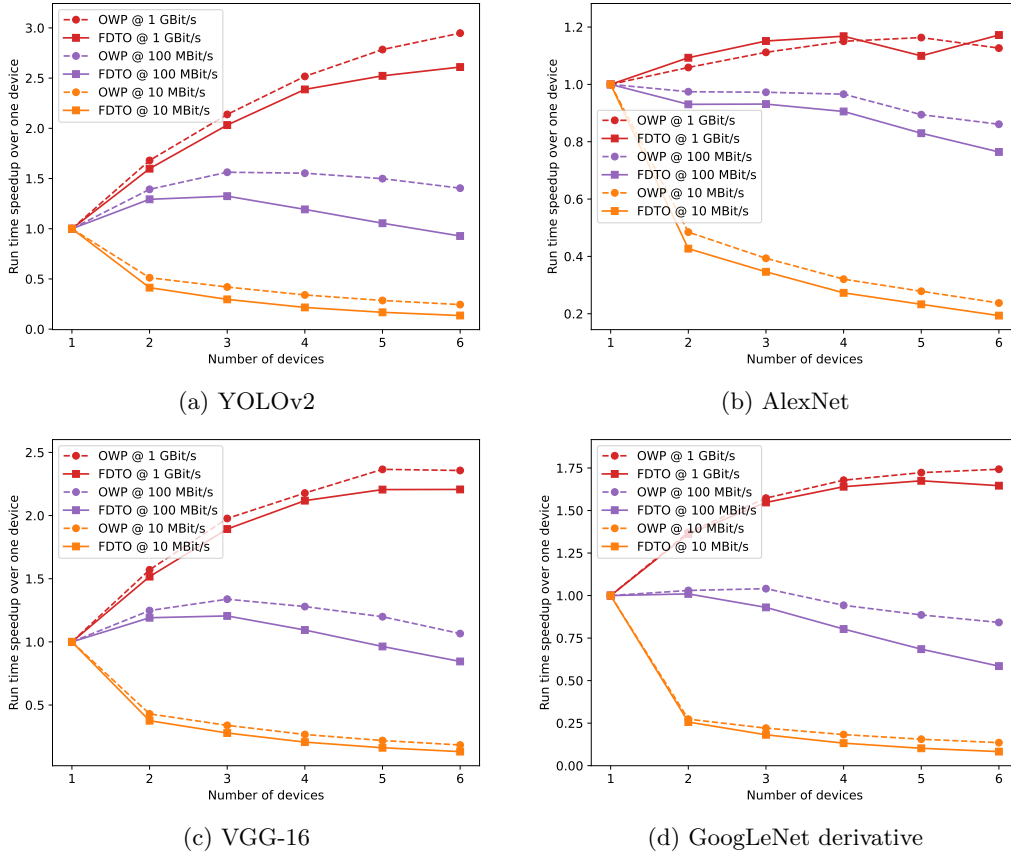 Run time speedup over one device
3.0
2.5
2.0
1.5
1.0
0.5
0.0
OWP @ 1 GBit/s
FDTO @ 1 GBit/s
OWP @ 100 MBit/s
FDTO @ 100 MBit/s
OWP @ 10 MBit/s
FDTO @ 10 MBit/s
1 2 3 4 5 6
Number of devices
(a) YOLOv2
Run time speedup over one device
1.2
1.0
0.8
0.6
0.4
0.2
OWP @ 1 GBit/s
FDTO @ 1 GBit/s
OWP @ 100 MBit/s
FDTO @ 100 MBit/s
OWP @ 10 MBit/s
FDTO @ 10 MBit/s
1 2 3 4 5 6
Number of devices
(b) AlexNet
Run time speedup over one device
2.5
2.0
1.5
1.0
0.5
OWP @ 1 GBit/s
FDTO @ 1 GBit/s
OWP @ 100 MBit/s
FDTO @ 100 MBit/s
OWP @ 10 MBit/s
FDTO @ 10 MBit/s
1 2 3 4 5 6
Number of devices
(c) VGG-16
Run time speedup over one device
1.75
1.50
1.25
1.00
0.75
0.50
0.25
0.00
OWP @ 1 GBit/s
FDTO @ 1 GBit/s
OWP @ 100 MBit/s
FDTO @ 100 MBit/s
OWP @ 10 MBit/s
FDTO @ 10 MBit/s
1 2 3 4 5 6
Number of devices
(d) GoogLeNet derivative